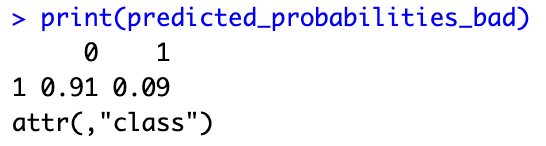 > print(predicted_probabilities_bad)
0 1
1 0.91 0.09
attr(,"class")